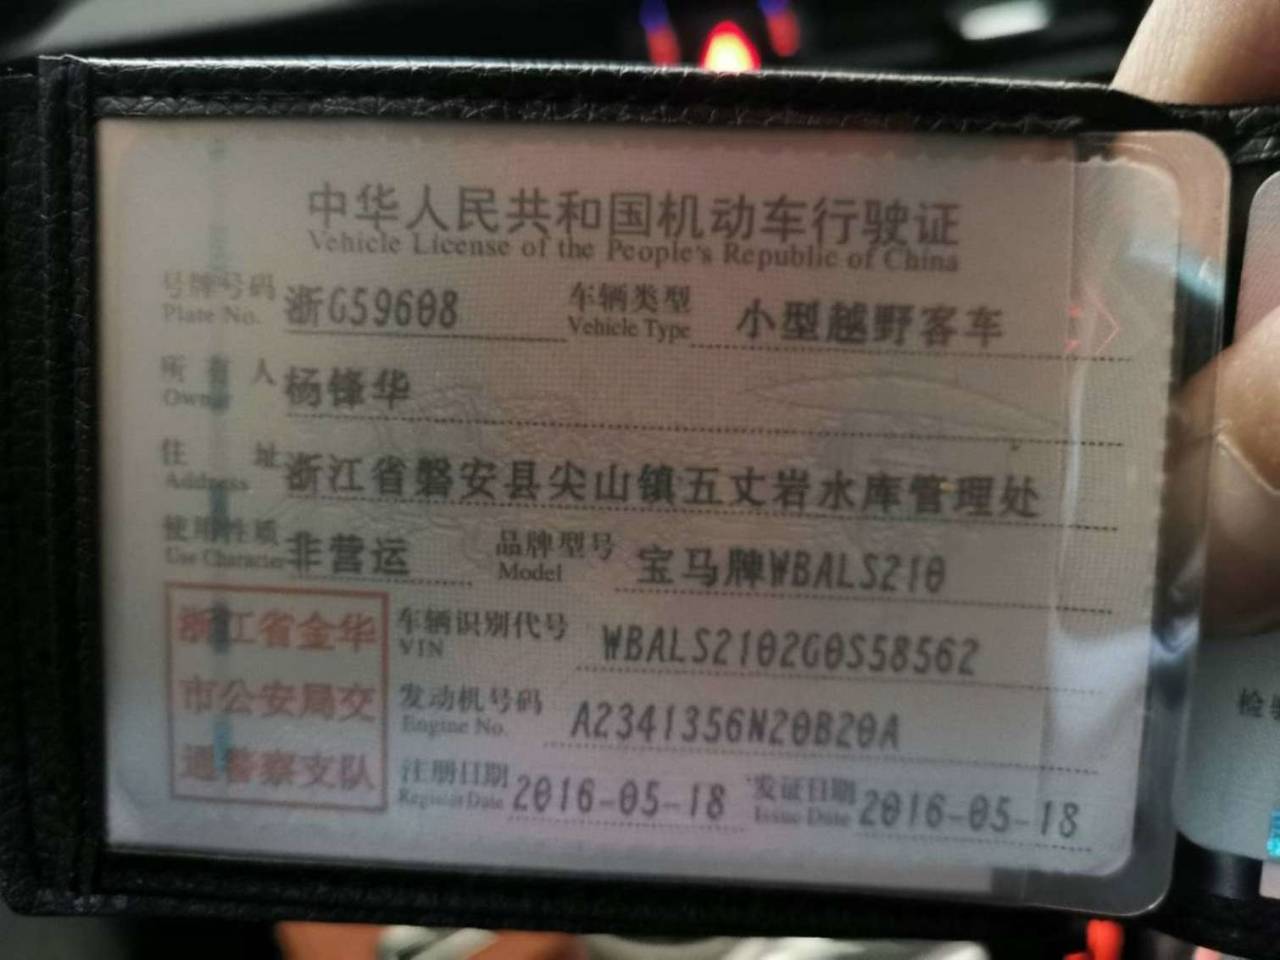 中华人民共和国机动车行驶证
Vehicle License of the People's Republic of China
号牌号码 浙G59608 车辆类型 小型越野客车
Plate No. Vehicle Type
所有人 杨锋华
Owner
住址 浙江省磐安县尖山镇五丈岩水库管理处
Address
使用性质 非营运 品牌型号 宝马牌WBALS210
Use Character Model
浙江省金华
市公安局交
通警察支队
车辆识别代号 WBALS2102G0S58562
VIN
发动机号码 A2341356N20B20A
Engine No.
注册日期 2016-05-18 发证日期 2016-05-18
Register Date Issue Date
检